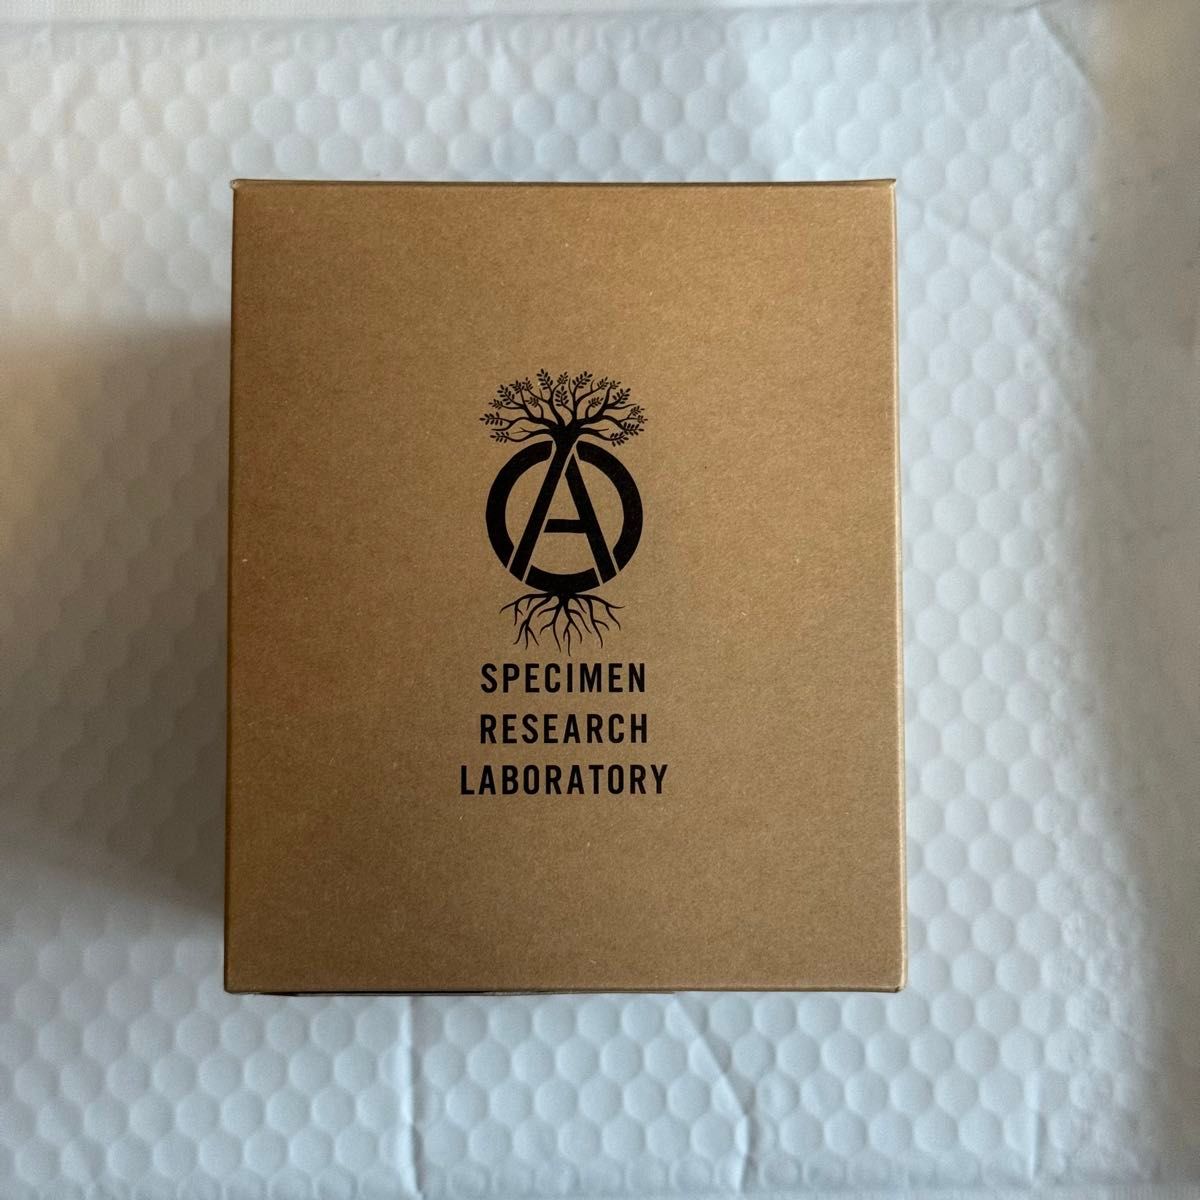 A
SPECIMEN
RESEARCH
LABORATORY